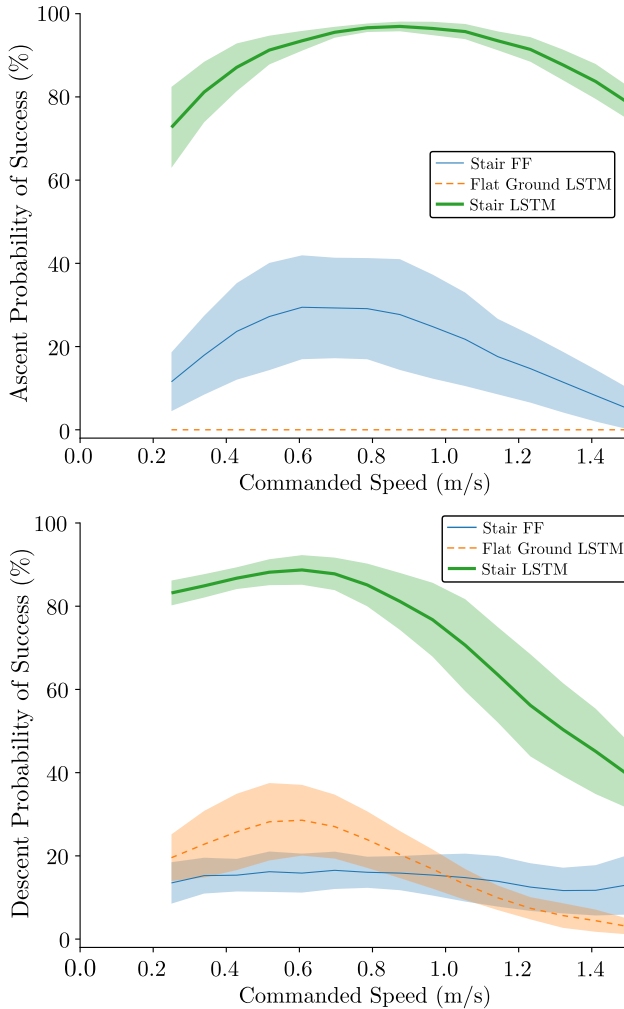 100
80
60
40
20
0
Ascent Probability of Success (%)
Stair FF
Flat Ground LSTM
Stair LSTM
0.0 0.2 0.4 0.6 0.8 1.0 1.2 1.4
Commanded Speed (m/s)
100
80
60
40
20
0
Descent Probability of Success (%)
Stair FF
Flat Ground LSTM
Stair LSTM
0.0 0.2 0.4 0.6 0.8 1.0 1.2 1.4
Commanded Speed (m/s)